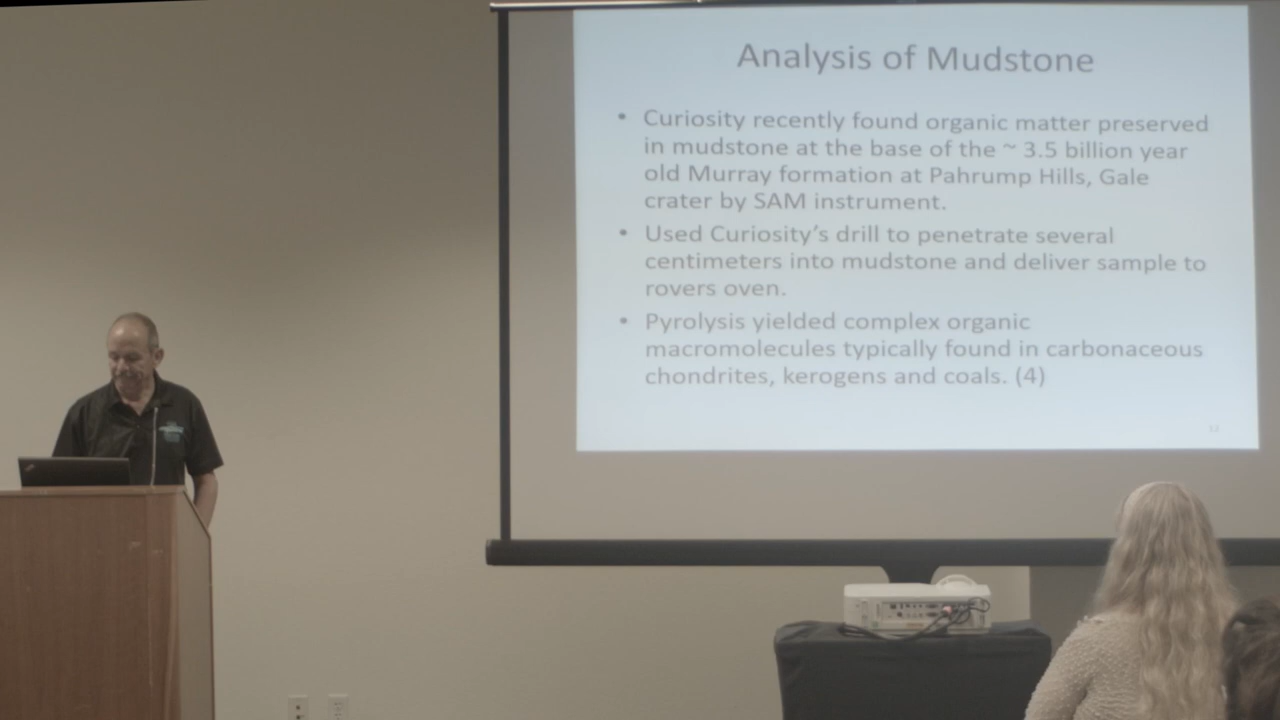 Analysis of Mudstone
• Curiosity recently found organic matter preserved
in mudstone at the base of the ~ 3.5 billion year
old Murray formation at Pahrump Hills, Gale
crater by SAM instrument.
• Used Curiosity's drill to penetrate several
centimeters into mudstone and deliver sample to
rovers oven.
• Pyrolysis yielded complex organic
macromolecules typically found in carbonaceous
chondrites, kerogens and coals. (4)